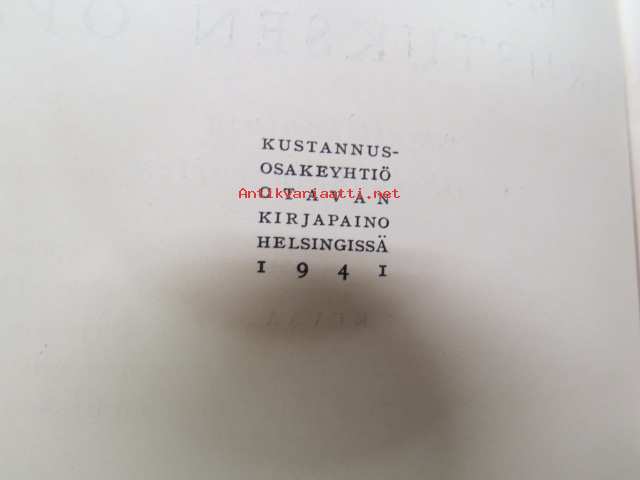 KUSTANNUS-
OSAKEYHTIÖ
OTAVAN
Antikvariaatti.net
KIRJAPAINO
HELSINGISSÄ
1941